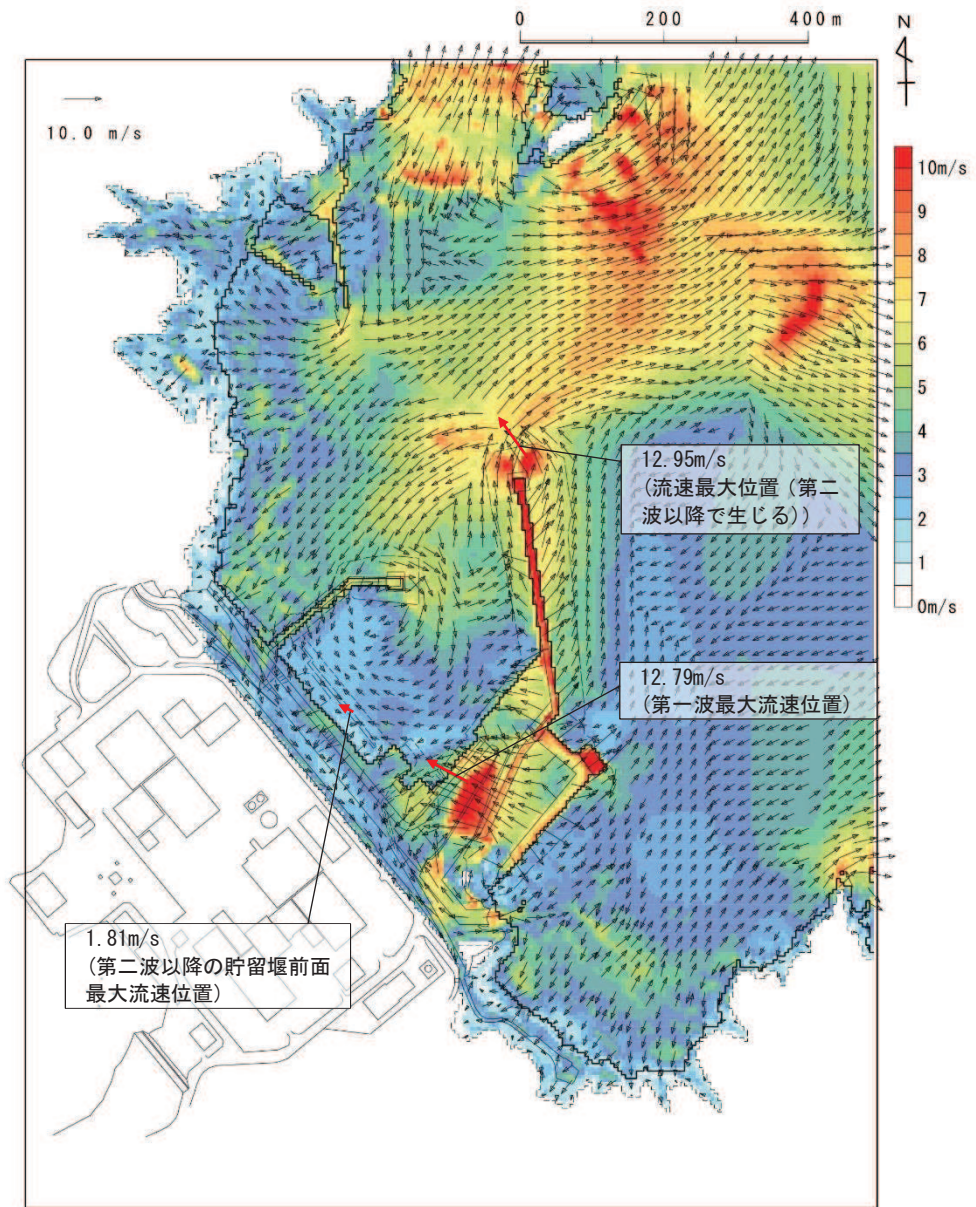 0 200 400m
N
10.0 m/s
10m/s
9
8
7
6
5
4
3
2
1
0m/s
12.95m/s
(流速最大位置(第二
波以降で生じる))
12.79m/s
(第一波最大流速位置)
1.81m/s
(第二波以降の貯留堰前面
最大流速位置)